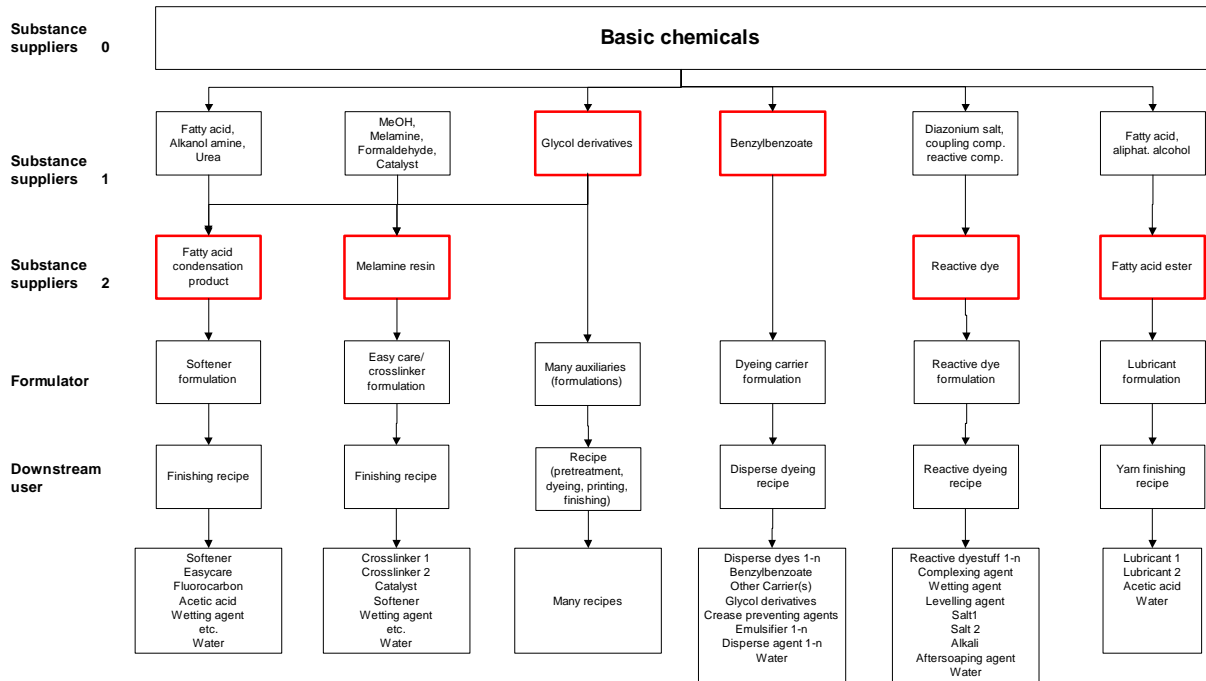 Substance
suppliers 0
Basic chemicals
Substance
suppliers 1
Fatty acid,
Alkanol amine,
Urea
MeOH,
Melamine,
Formaldehyde,
Catalyst
Glycol derivatives
Benzylbenzoate
Diazonium salt,
coupling comp.
reactive comp.
Fatty acid,
aliphat. alcohol
Substance
suppliers 2
Fatty acid
condensation
product
Melamine resin
Reactive dye
Fatty acid ester
Formulator
Softener
formulation
Easy care/
crosslinker
formulation
Many auxiliaries
(formulations)
Dyeing carrier
formulation
Reactive dye
formulation
Lubricant
formulation
Downstream
user
Finishing recipe
Finishing recipe
Recipe
(pretreatment,
dyeing, printing,
finishing)
Disperse dyeing
recipe
Reactive dyeing
recipe
Yarn finishing
recipe
Softener
Easycare
Fluorocarbon
Acetic acid
Wetting agent
etc.
Water
Crosslinker 1
Crosslinker 2
Catalyst
Softener
Wetting agent
etc.
Water
Many recipes
Disperse dyes 1-n
Benzylbenzoate
Other Carrier(s)
Glycol derivatives
Crease preventing agents
Emulsifier 1-n
Disperse agent 1-n
Water
Reactive dyestuff 1-n
Complexing agent
Wetting agent
Levelling agent
Salt1
Salt 2
Alkali
Aftersoaping agent
Water
Lubricant 1
Lubricant 2
Acetic acid
Water